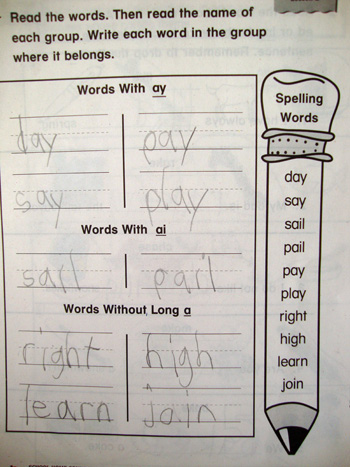 Read the words. Then read the name of
each group. Write each word in the group
where it belongs.
Words With ay
day pay
say play
Words With ai
sail pail
Words Without Long a
right high
learn join
Spelling
Words
day
say
sail
pail
pay
play
right
high
learn
join